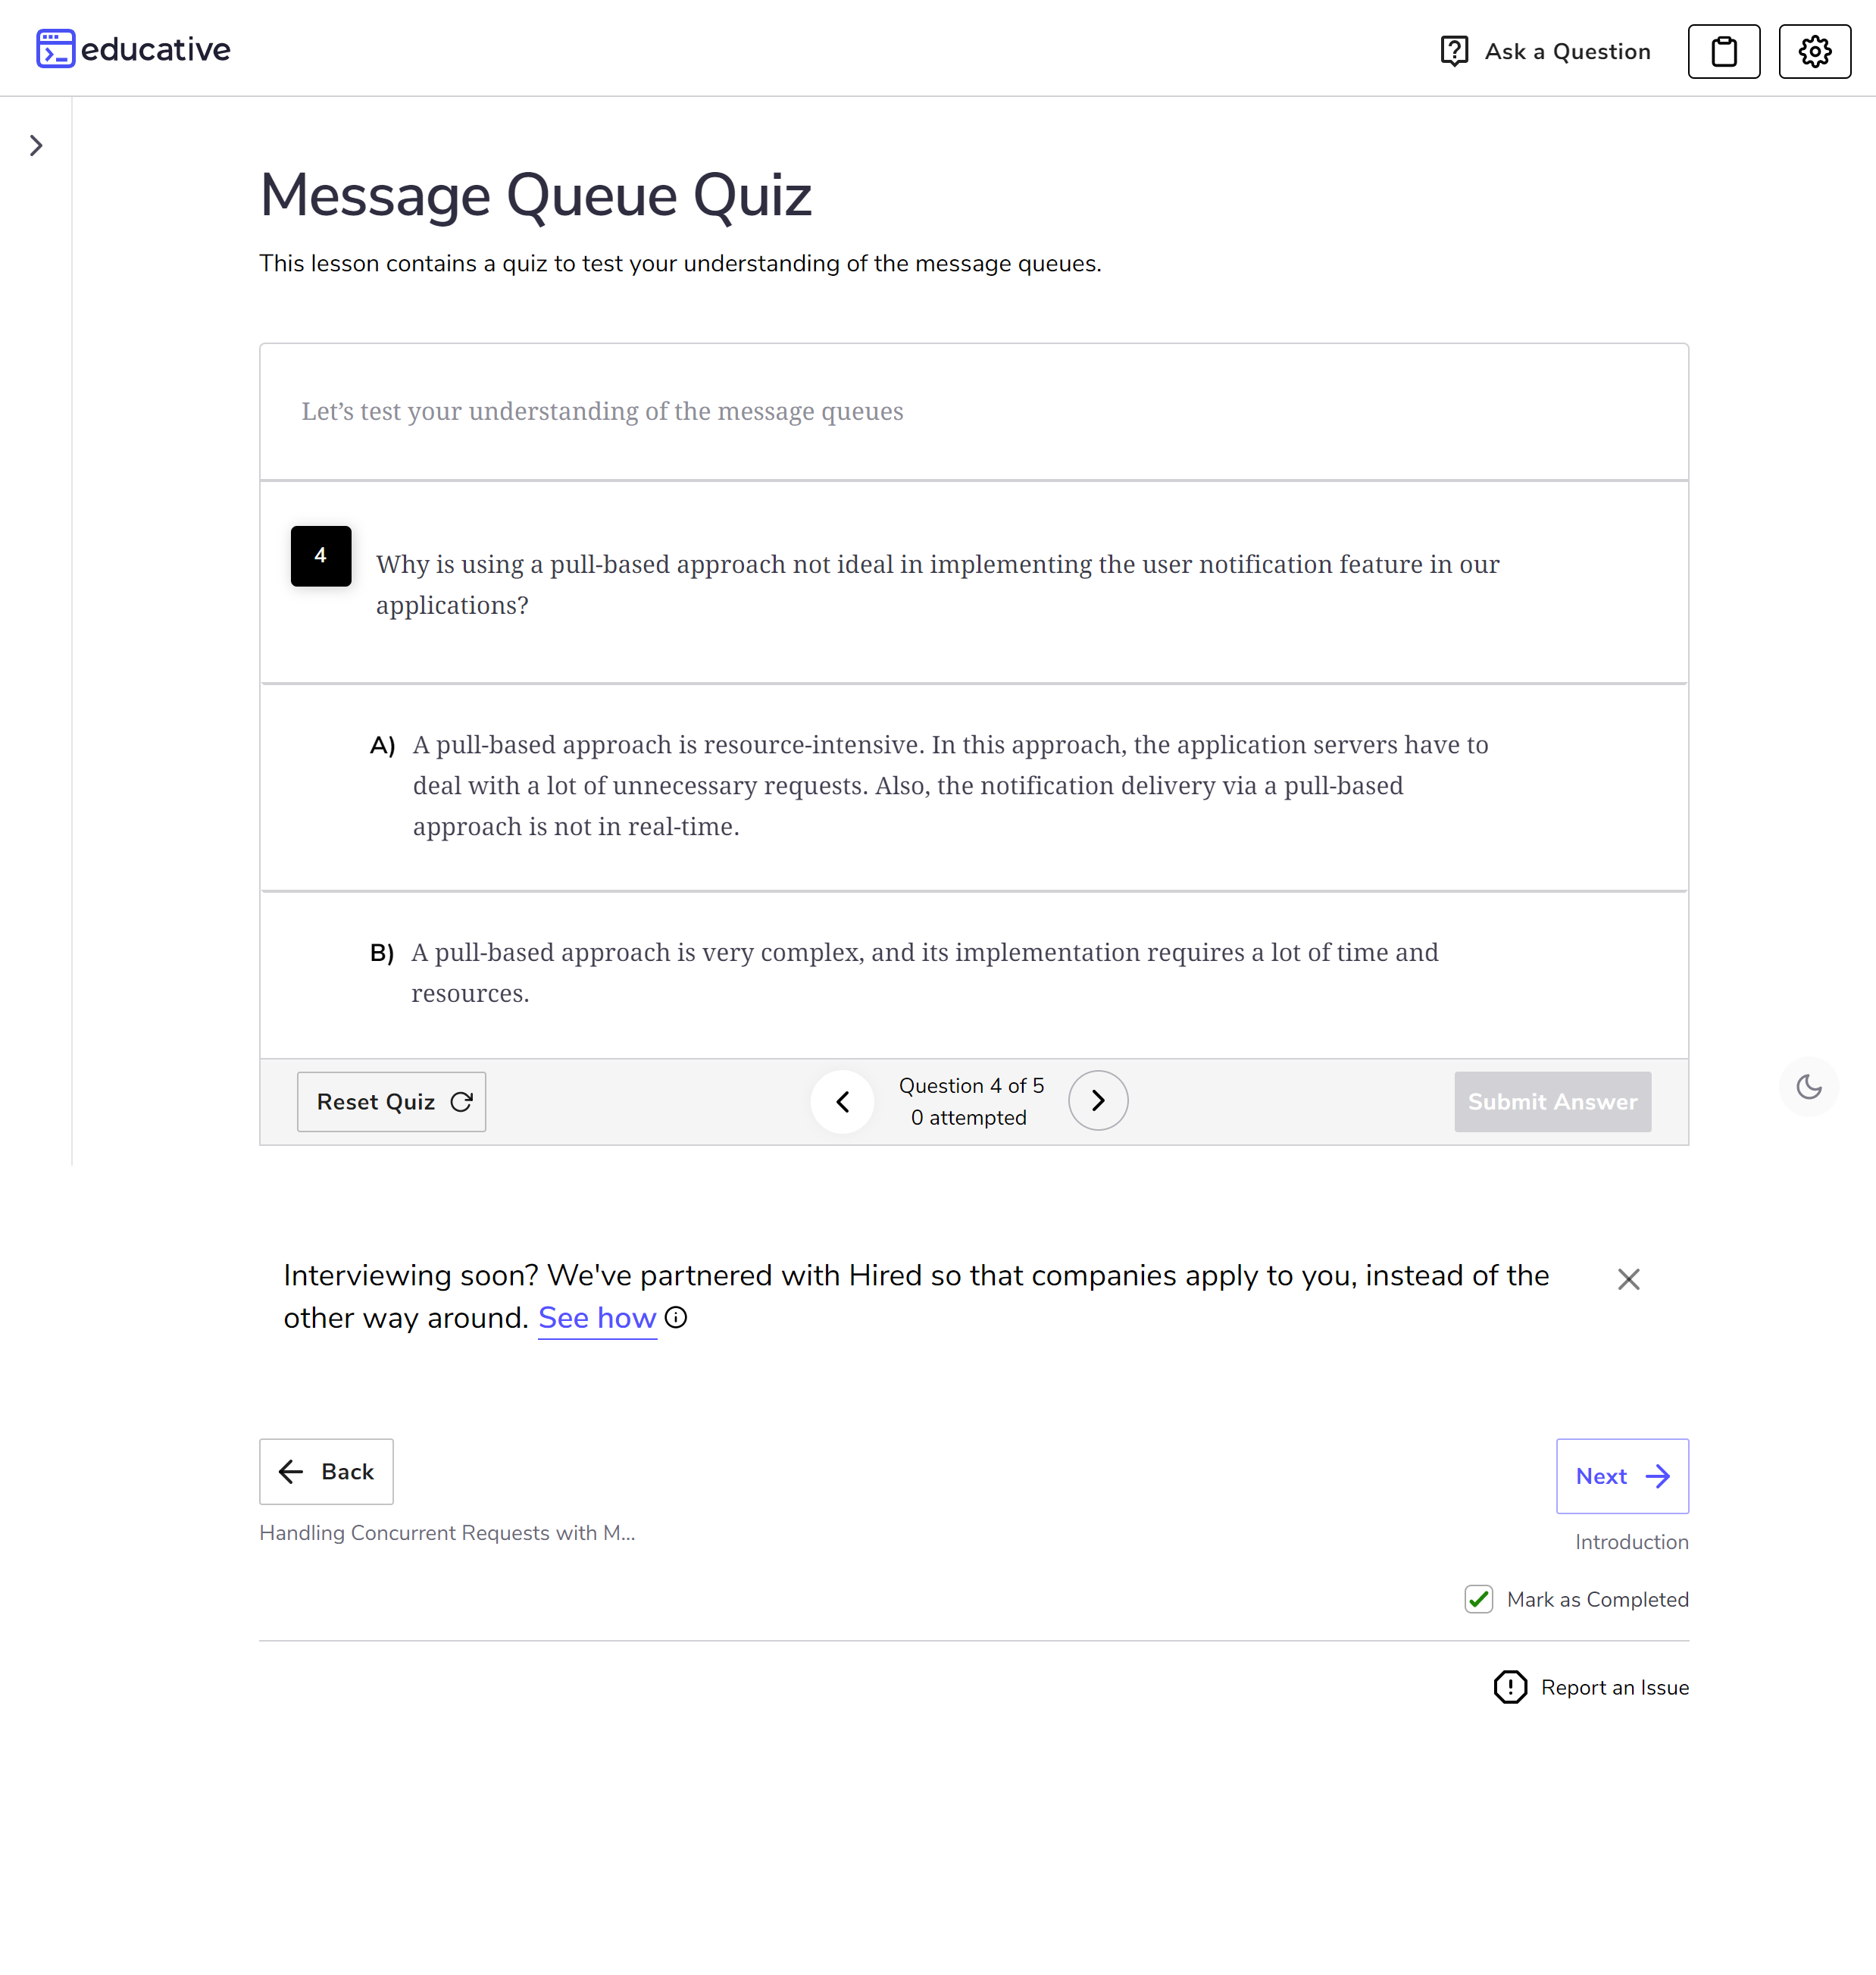 educative
Ask a Question
Message Queue Quiz
This lesson contains a quiz to test your understanding of the message queues.
Let’s test your understanding of the message queues
4
Why is using a pull-based approach not ideal in implementing the user notification feature in our
applications?
A) A pull-based approach is resource-intensive. In this approach, the application servers have to
deal with a lot of unnecessary requests. Also, the notification delivery via a pull-based
approach is not in real-time.
B) A pull-based approach is very complex, and its implementation requires a lot of time and
resources.
Reset Quiz
Question 4 of 5
0 attempted
Submit Answer
Interviewing soon? We've partnered with Hired so that companies apply to you, instead of the
other way around. See how
Back
Next
Handling Concurrent Requests with M...
Introduction
Mark as Completed
Report an Issue